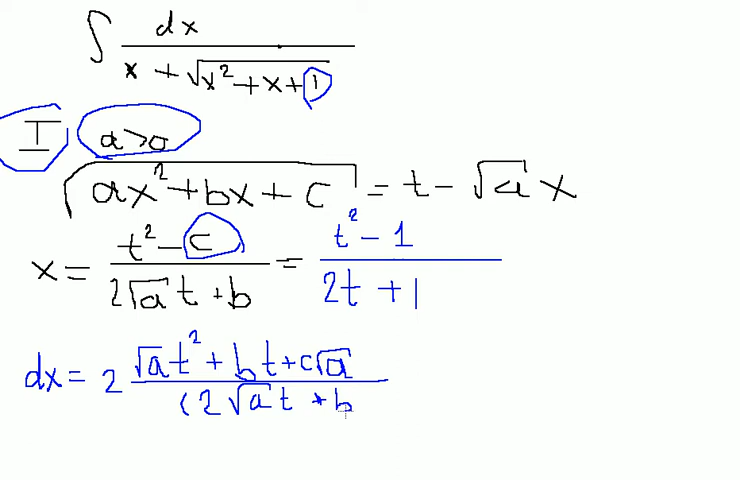 ∫ dx / (x + √(x² + x + 1))
I a>0
√(ax² + bx + c) = t - √a x
x = (t² - c) / (2√a t + b) = (t² - 1) / (2t + 1)
dx = 2 (√a t² + bt + c√a) / (2√a t + b